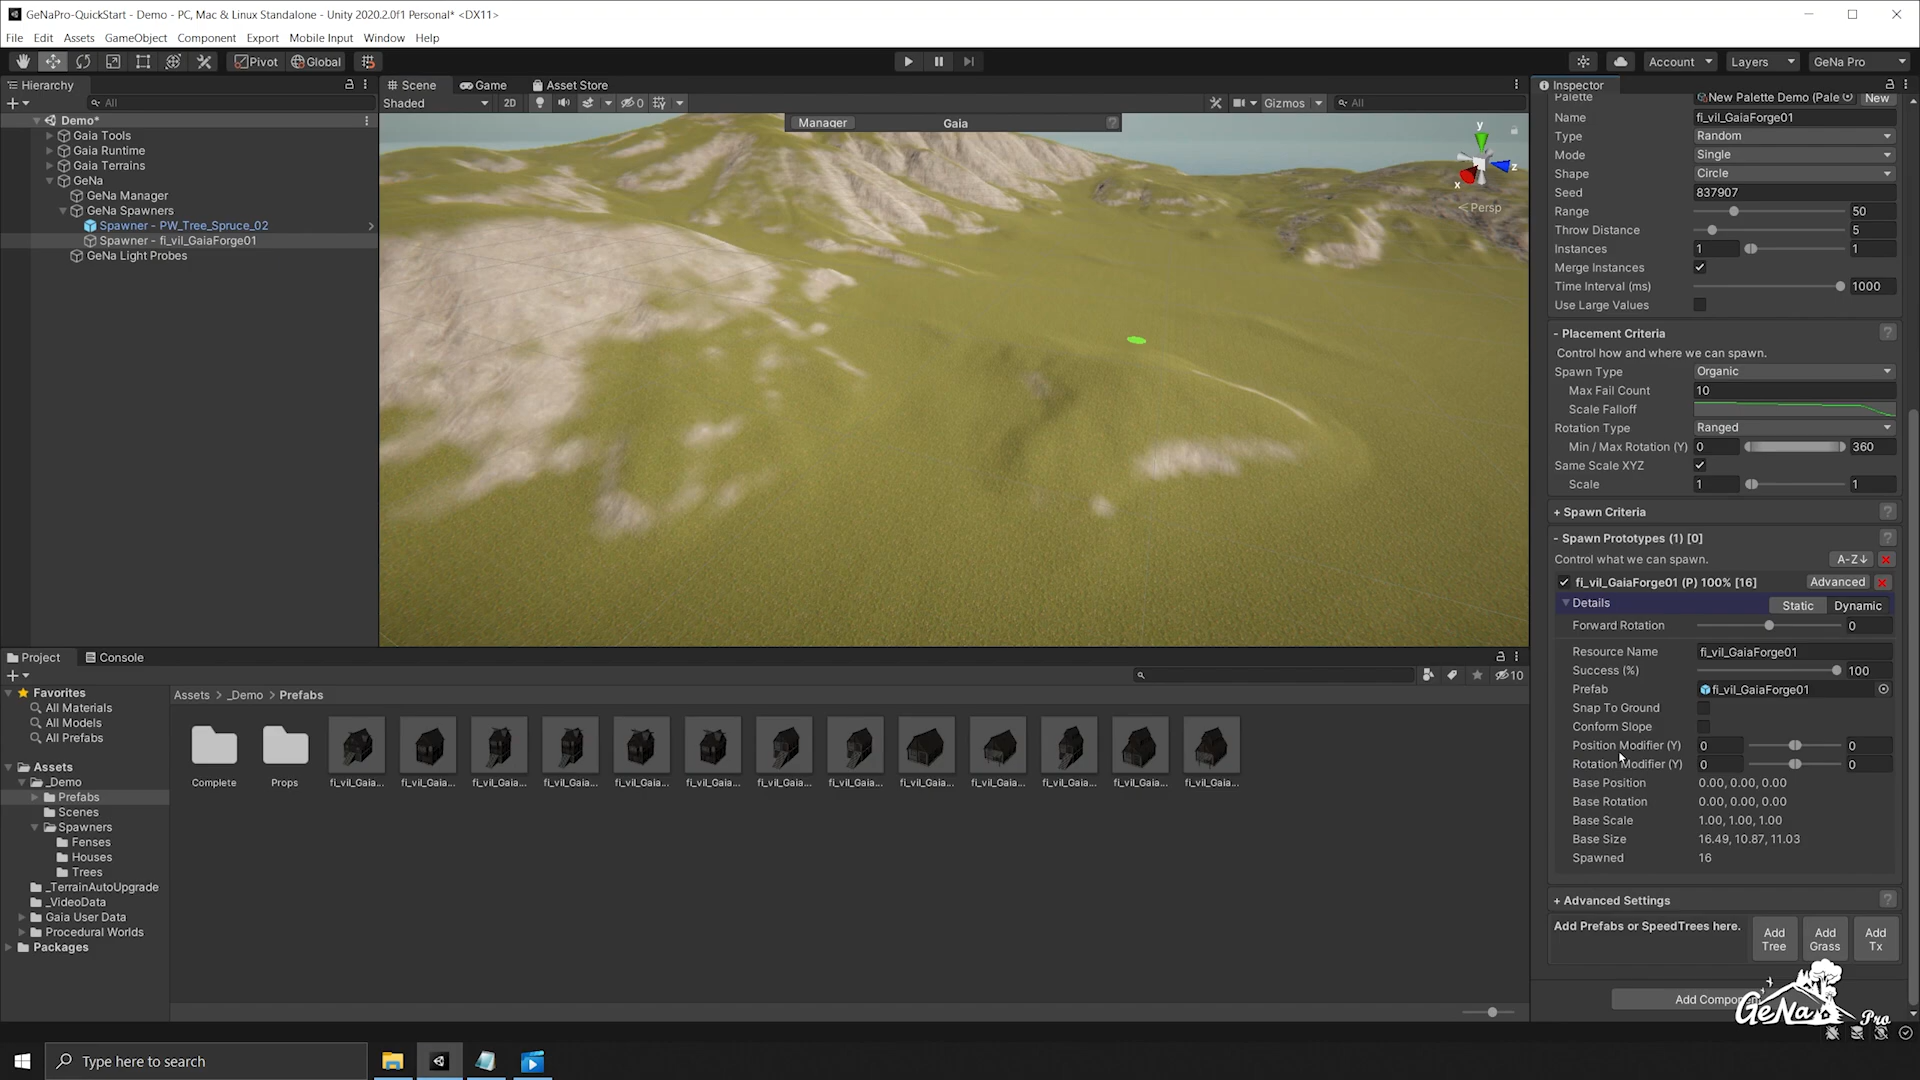 GeNaPro-QuickStart - Demo - PC, Mac & Linux Standalone - Unity 2020.2.0f1 Personal* <DX11>
File Edit Assets GameObject Component Export Mobile Input Window Help
Pivot Global Account Layers GeNa Pro
Hierarchy
All
Demo*
Gaia Tools
Gaia Runtime
Gaia Terrains
GeNa
GeNa Manager
GeNa Spawners
Spawner - PW_Tree_Spruce_02
Spawner - fi_vil_GaiaForge01
GeNa Light Probes
Scene Game Asset Store
Shaded 2D 0 Gizmos All
Manager Gaia
y
z
x
Persp
Inspector
Palette New Palette Demo (Pale New
Name fi_vil_GaiaForge01
Type Random
Mode Single
Shape Circle
Seed 837907
Range 50
Throw Distance 5
Instances 1 1
Merge Instances
Time Interval (ms) 1000
Use Large Values
- Placement Criteria ?
Control how and where we can spawn.
Spawn Type Organic
Max Fail Count 10
Scale Falloff
Rotation Type Ranged
Min / Max Rotation (Y) 0 360
Same Scale XYZ
Scale 1 1
+ Spawn Criteria ?
- Spawn Prototypes (1) [0] ?
Control what we can spawn. A-Z↓
fi_vil_GaiaForge01 (P) 100% [16] Advanced
Details Static Dynamic
Forward Rotation 0
Resource Name fi_vil_GaiaForge01
Success (%) 100
Prefab fi_vil_GaiaForge01
Snap To Ground
Conform Slope
Position Modifier (Y) 0 0
Rotation Modifier (Y) 0 0
Base Position 0.00, 0.00, 0.00
Base Rotation 0.00, 0.00, 0.00
Base Scale 1.00, 1.00, 1.00
Base Size 16.49, 10.87, 11.03
Spawned 16
+ Advanced Settings ?
Add Prefabs or SpeedTrees here.
Add Tree
Add Grass
Add Tx
GeNa Pro
Project Console
10
Favorites
All Materials
All Models
All Prefabs
Assets
_Demo
Prefabs
Scenes
Spawners
Fenses
Houses
Trees
_TerrainAutoUpgrade
_VideoData
Gaia User Data
Procedural Worlds
Packages
Assets > _Demo > Prefabs
Complete Props fi_vil_Gaia... fi_vil_Gaia... fi_vil_Gaia... fi_vil_Gaia... fi_vil_Gaia... fi_vil_Gaia... fi_vil_Gaia... fi_vil_Gaia... fi_vil_Gaia... fi_vil_Gaia... fi_vil_Gaia... fi_vil_Gaia... fi_vil_Gaia...
Type here to search